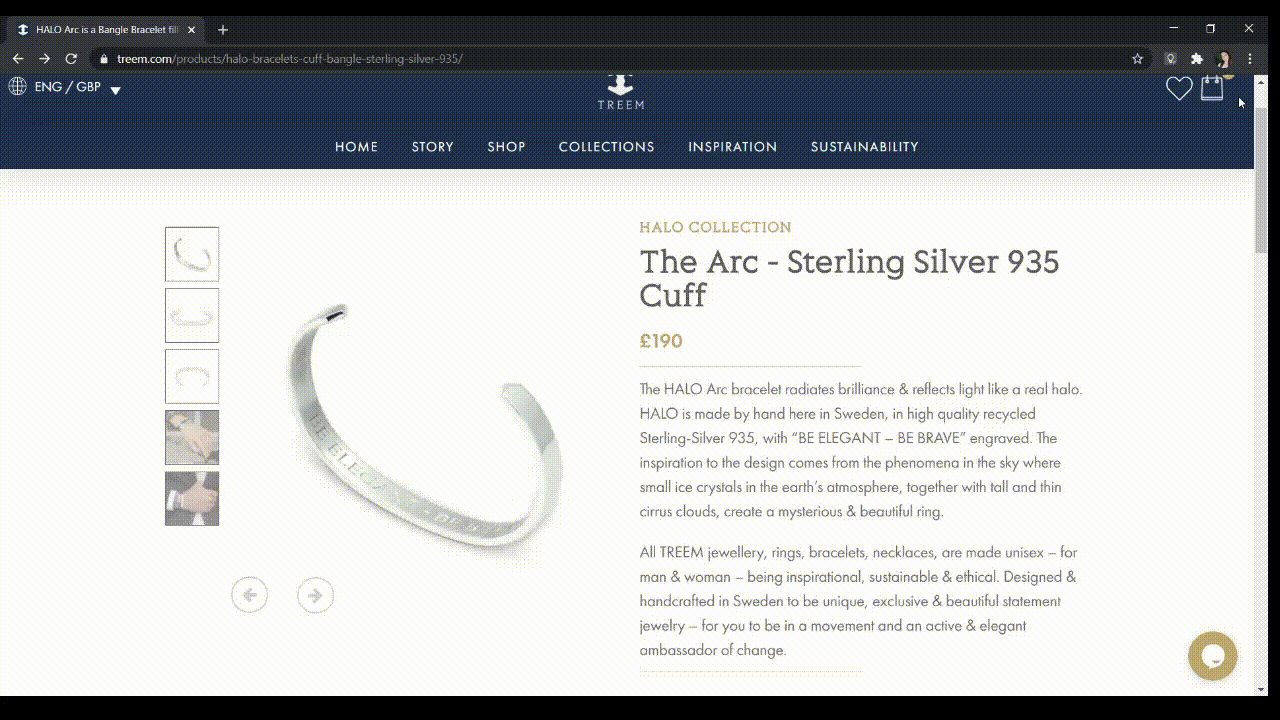 HALO Arc is a Bangle Bracelet fill
treem.com/products/halo-bracelets-cuff-bangle-sterling-silver-935/
ENG / GBP
TREEM
HOME STORY SHOP COLLECTIONS INSPIRATION SUSTAINABILITY
HALO COLLECTION
The Arc - Sterling Silver 935
Cuff
£190
The HALO Arc bracelet radiates brilliance & reflects light like a real halo.
HALO is made by hand here in Sweden, in high quality recycled
Sterling-Silver 935, with “BE ELEGANT – BE BRAVE” engraved. The
inspiration to the design comes from the phenomena in the sky where
small ice crystals in the earth’s atmosphere, together with tall and thin
cirrus clouds, create a mysterious & beautiful ring.
All TREEM jewellery, rings, bracelets, necklaces, are made unisex – for
man & woman – being inspirational, sustainable & ethical. Designed &
handcrafted in Sweden to be unique, exclusive & beautiful statement
jewelry – for you to be in a movement and an active & elegant
ambassador of change.